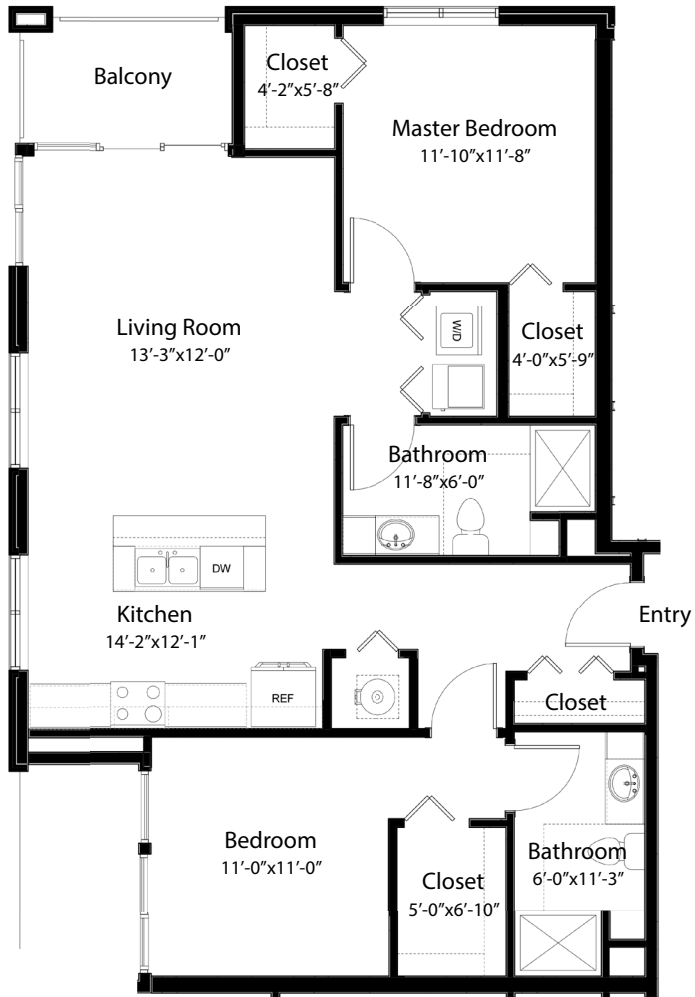 Balcony
Closet
4’-2”x5’-8”
Master Bedroom
11’-10”x11’-8”
Living Room
13’-3”x12’-0”
W/D
Closet
4’-0”x5’-9”
Bathroom
11’-8”x6’-0”
DW
Kitchen
14’-2”x12’-1”
Entry
REF
Closet
Bedroom
11’-0”x11’-0”
Closet
5’-0”x6’-10”
Bathroom
6’-0”x11’-3”